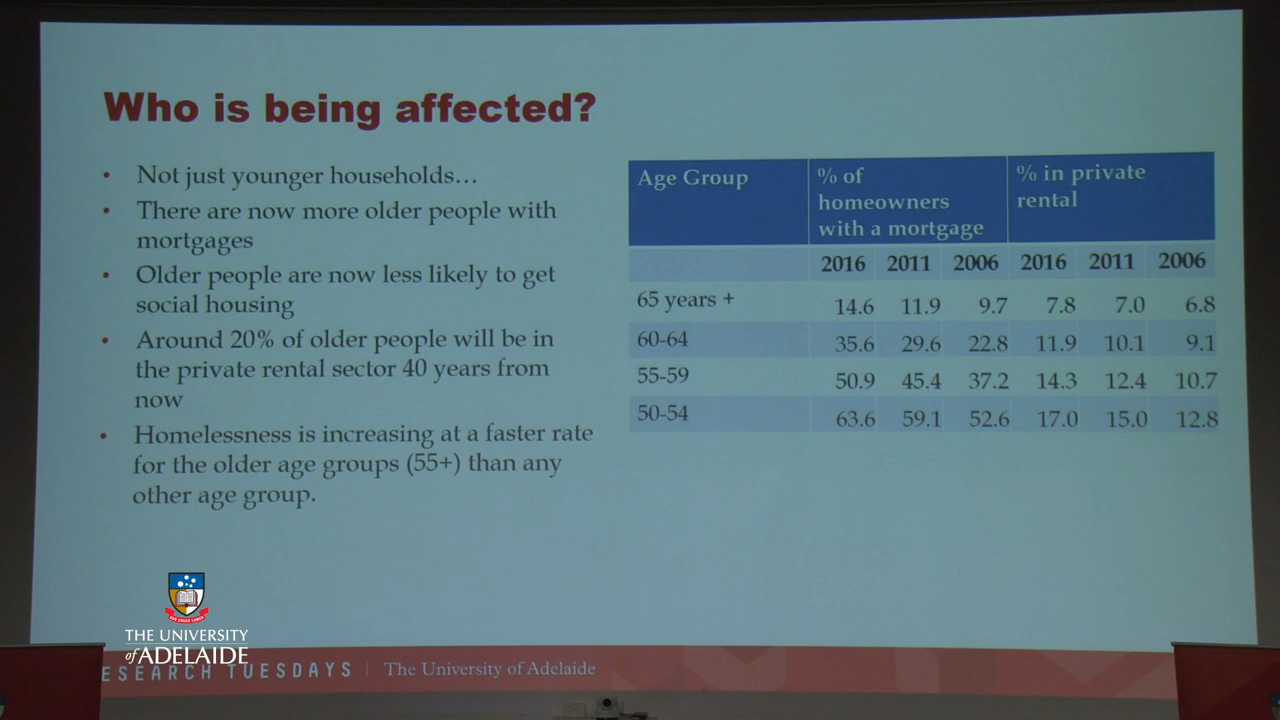 Who is being affected?
• Not just younger households…
• There are now more older people with
mortgages
• Older people are now less likely to get
social housing
• Around 20% of older people will be in
the private rental sector 40 years from
now
• Homelessness is increasing at a faster rate
for the older age groups (55+) than any
other age group.
Age Group % of % in private
homeowners rental
with a mortgage
2016 2011 2006 2016 2011 2006
65 years + 14.6 11.9 9.7 7.8 7.0 6.8
60-64 35.6 29.6 22.8 11.9 10.1 9.1
55-59 50.9 45.4 37.2 14.3 12.4 10.7
50-54 63.6 59.1 52.6 17.0 15.0 12.8
THE UNIVERSITY
of ADELAIDE
ESEARCH TUESDAYS | The University of Adelaide